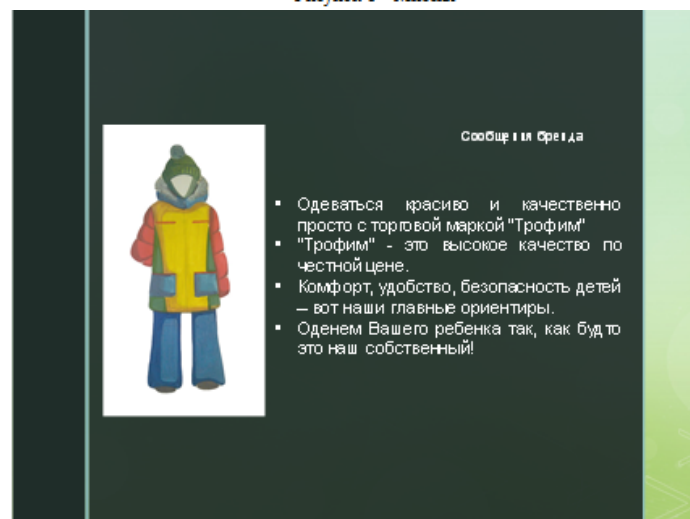 Сообщения бренда
Одеваться красиво и качественно
просто с торговой маркой "Трофим"
"Трофим" - это высокое качество по
честной цене.
Комфорт, удобство, безопасность детей
– вот наши главные ориентиры.
Оденем Вашего ребенка так, как будто
это наш собственный!